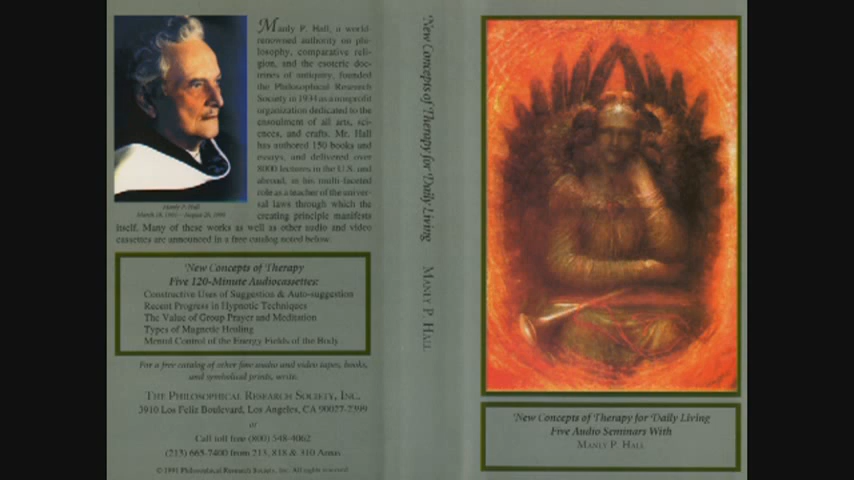 Manly P. Hall, a world-
renowned authority on phi-
losophy, comparative reli-
gion, and the esoteric doc-
trines of antiquity, founded
the Philosophical Research
Society in 1934 as a nonprofit
organization dedicated to the
ensoulment of all arts, sci-
ences, and crafts. Mr. Hall
has authored 150 books and
essays, and delivered over
8000 lectures in the U.S. and
abroad, in his multi-faceted
role as a teacher of the univer-
sal laws through which the
creating principle manifests
itself. Many of these works as well as other audio and video
cassettes are announced in a free catalog noted below.
Manly P. Hall
March 18, 1901 – August 29, 1990
New Concepts of Therapy
Five 120-Minute Audiocassettes:
Constructive Uses of Suggestion & Auto-suggestion
Recent Progress in Hypnotic Techniques
The Value of Group Prayer and Meditation
Types of Magnetic Healing
Mental Control of the Energy Fields of the Body
For a free catalog of other fine audio and video tapes, books,
and symbolical prints, write:
THE PHILOSOPHICAL RESEARCH SOCIETY, INC.
3910 Los Feliz Boulevard, Los Angeles, CA 90027-2399
or
Call toll free (800) 548-4062
(213) 665-7400 from 213, 818 & 310 Areas
© 1991 Philosophical Research Society, Inc. All rights reserved
New Concepts of Therapy for Daily Living MANLY P. HALL
New Concepts of Therapy for Daily Living
Five Audio Seminars With
MANLY P. HALL